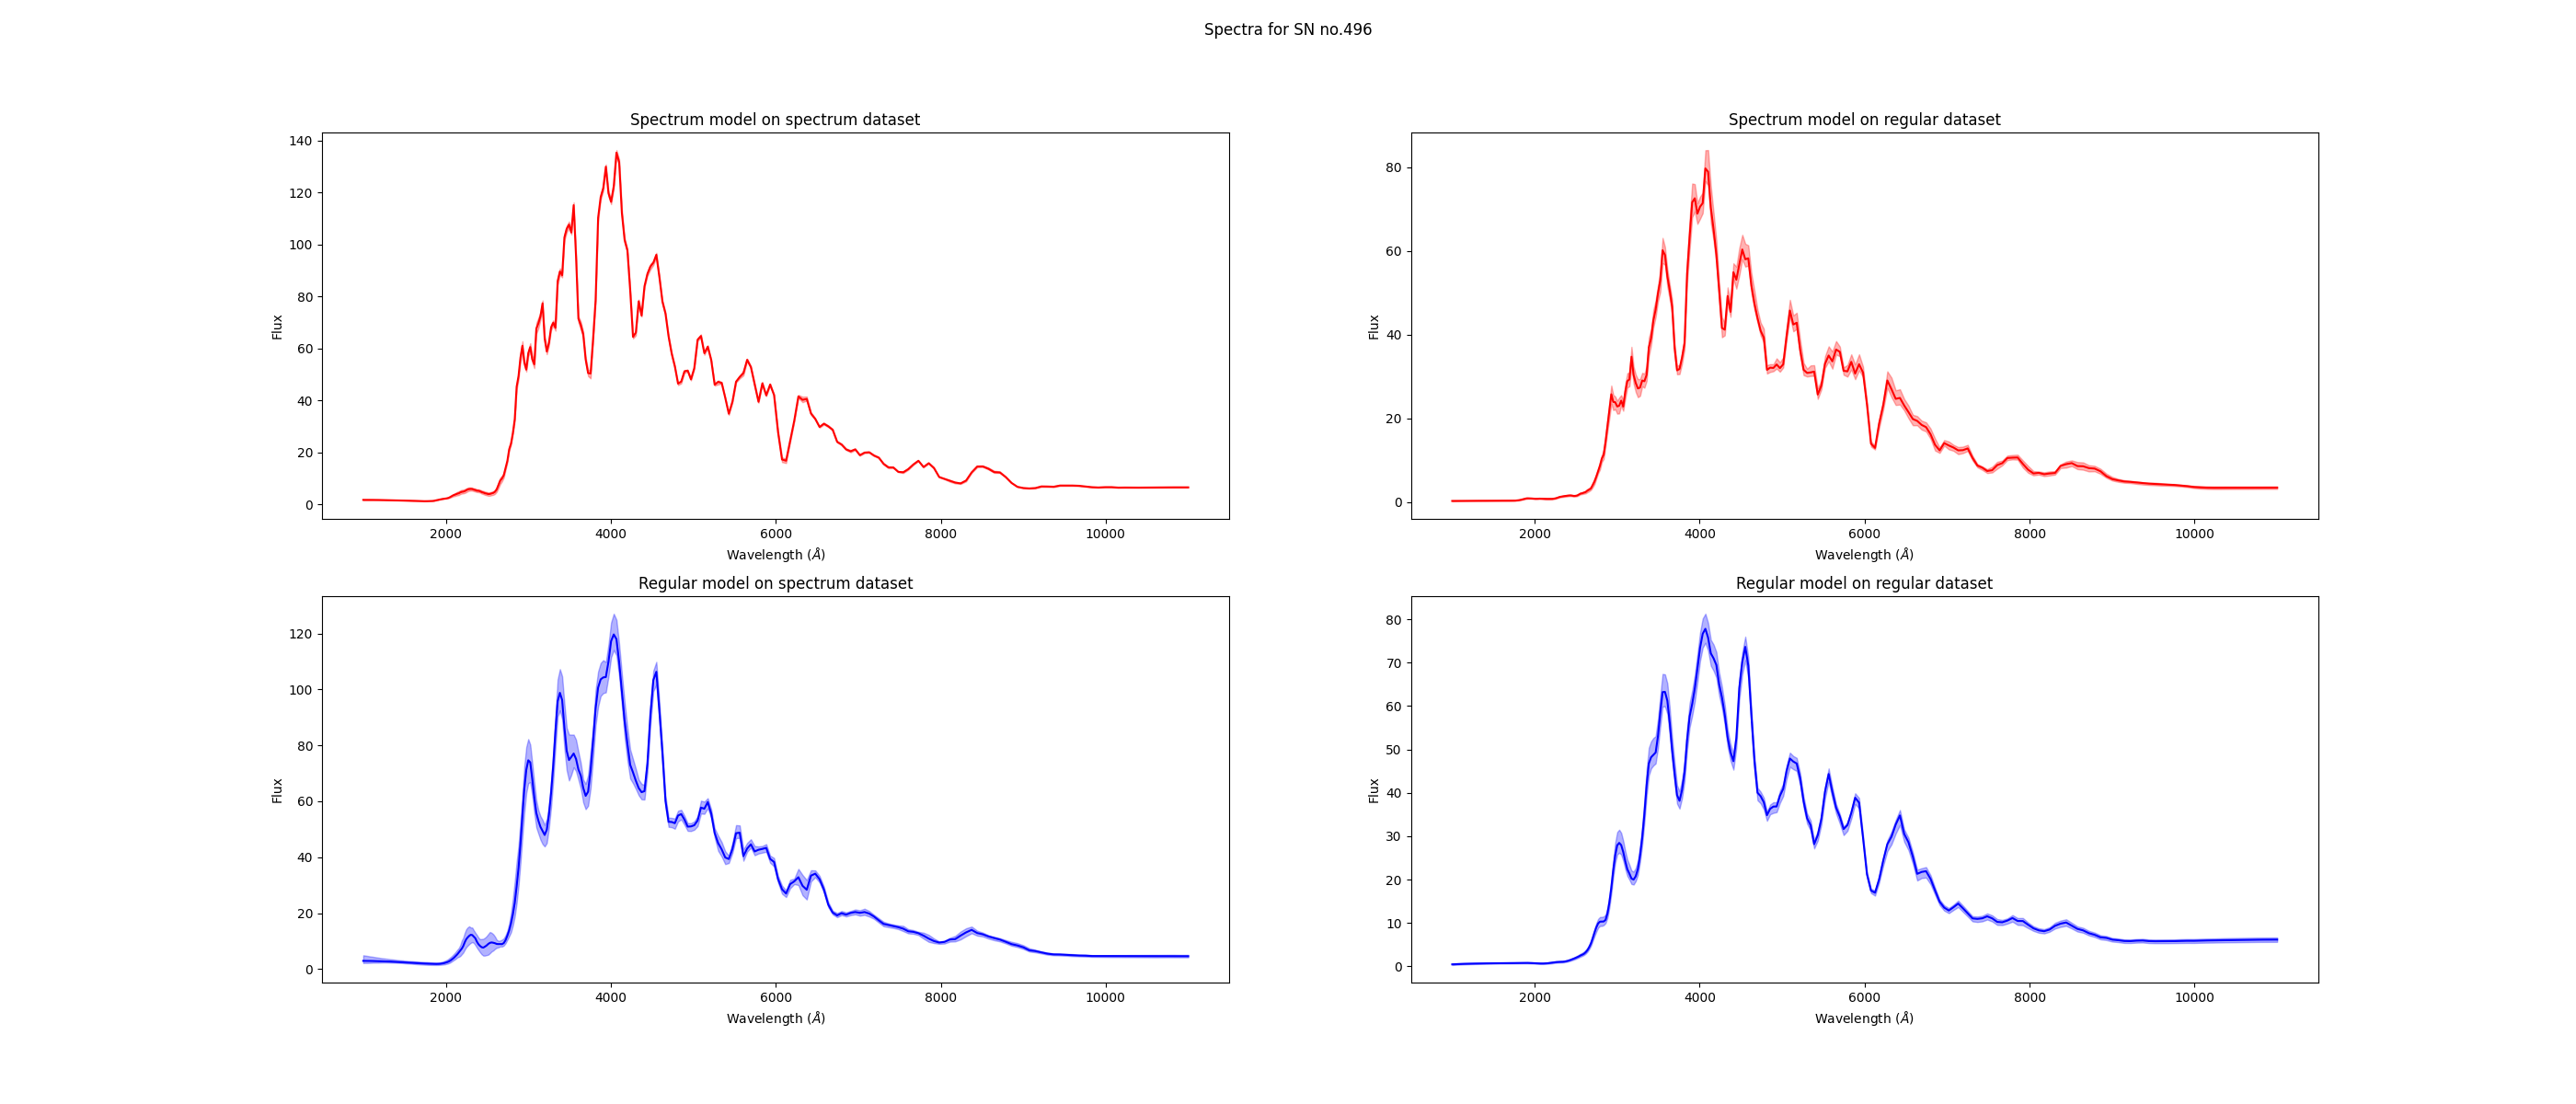 Spectra for SN no.496
Spectrum model on spectrum dataset
140
120
100
80
60
40
20
0
Flux
2000 4000 6000 8000 10000
Wavelength (Å)
Spectrum model on regular dataset
80
60
40
20
0
Flux
2000 4000 6000 8000 10000
Wavelength (Å)
Regular model on spectrum dataset
120
100
80
60
40
20
0
Flux
2000 4000 6000 8000 10000
Wavelength (Å)
Regular model on regular dataset
80
70
60
50
40
30
20
10
0
Flux
2000 4000 6000 8000 10000
Wavelength (Å)